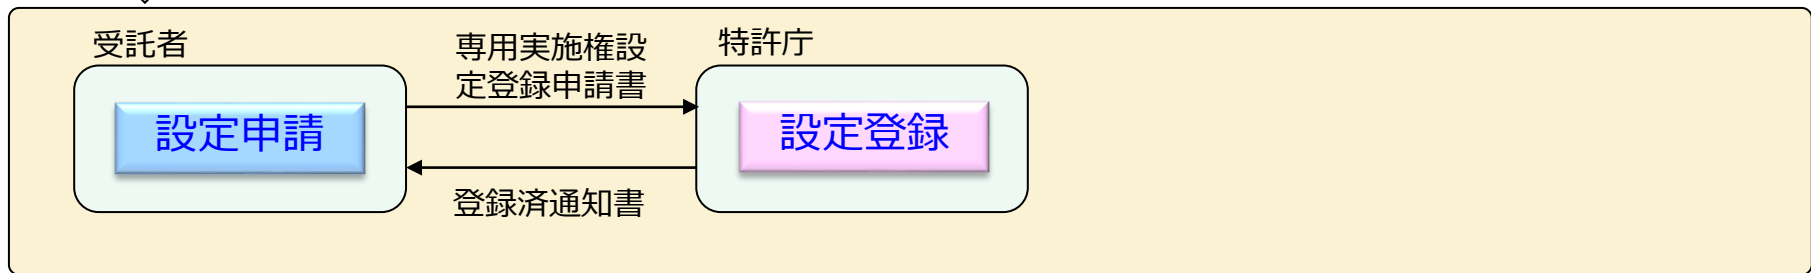 受託者
専用実施権設
定登録申請書
特許庁
設定申請
設定登録
登録済通知書